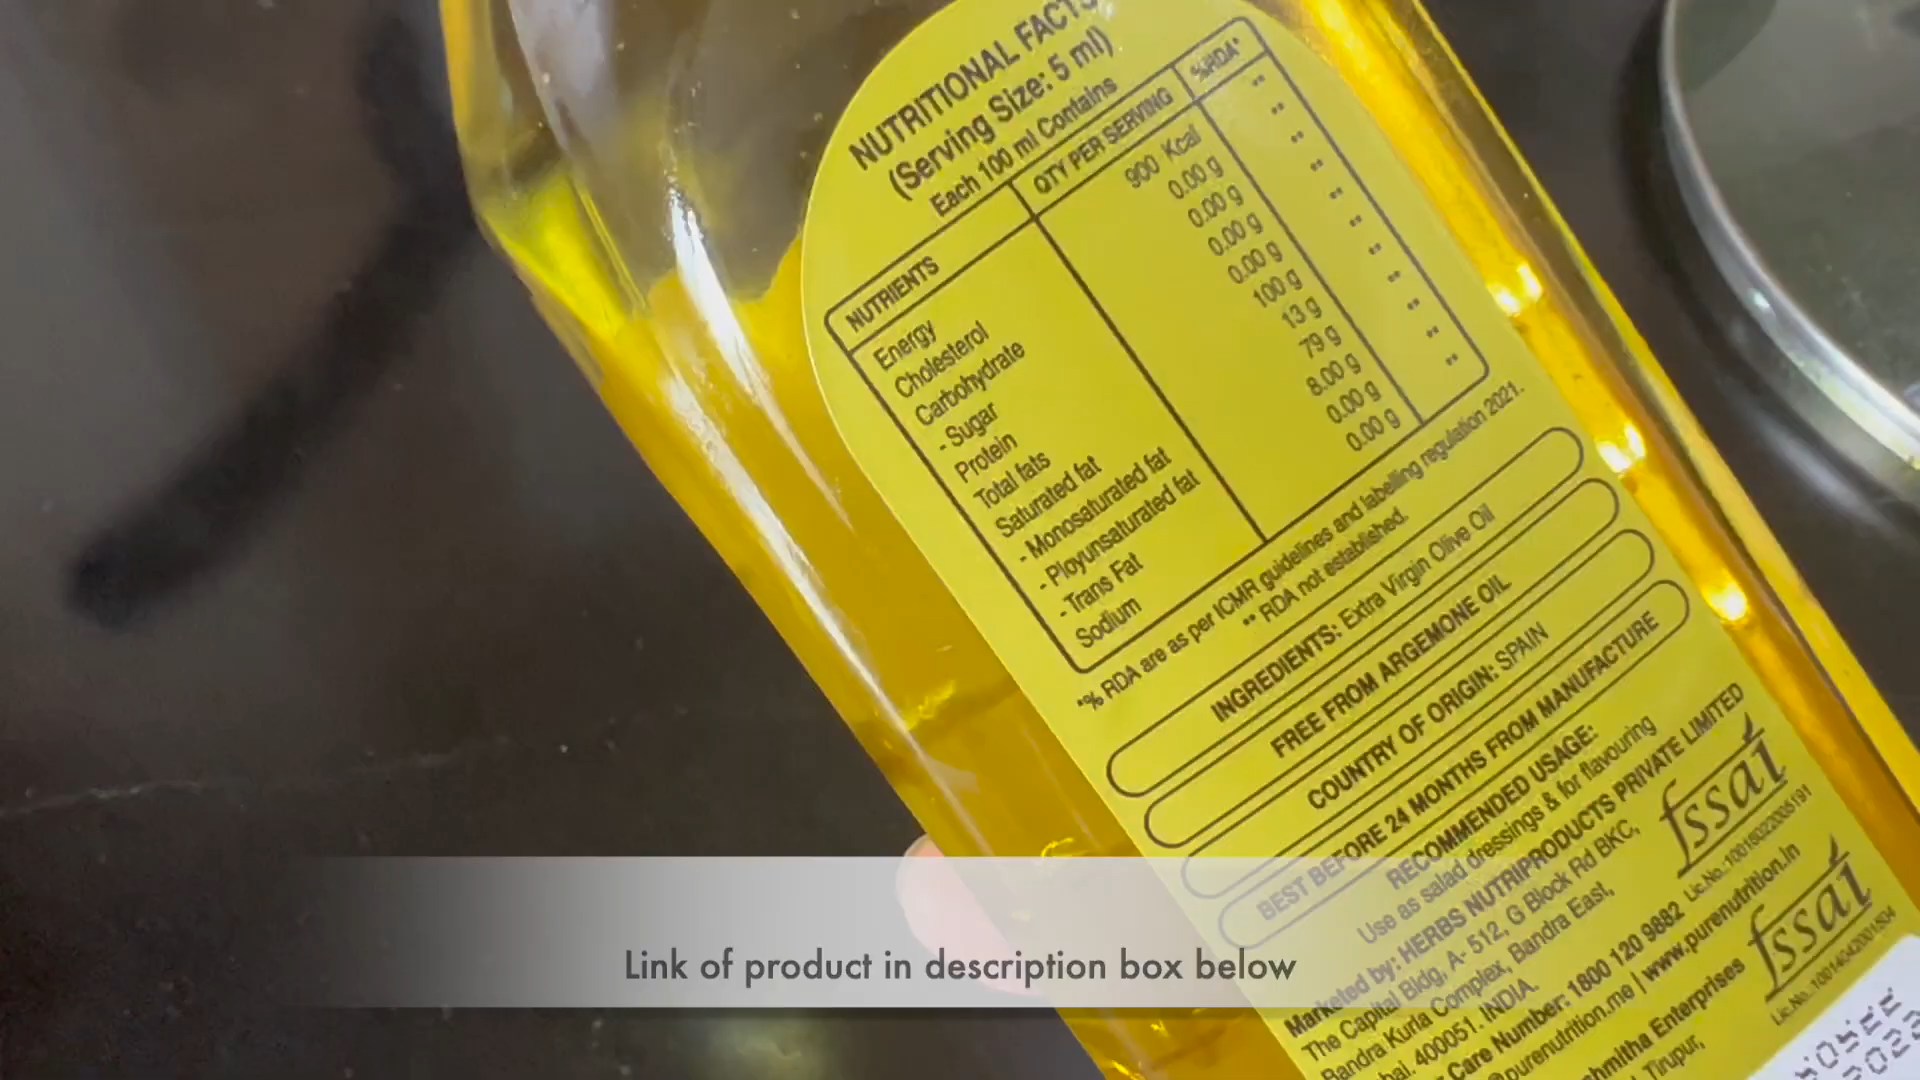 NUTRITIONAL FACTS
(Serving Size: 5 ml)
Each 100 ml Contains
NUTRIENTS QTY PER SERVING %RDA*
Energy 900 Kcal **
Cholesterol 0.00 g **
Carbohydrate 0.00 g **
- Sugar 0.00 g **
Protein 0.00 g **
Total fats 100 g **
Saturated fat 13 g **
- Monosaturated fat 79 g **
- Ployunsaturated fat 8.00 g **
- Trans Fat 0.00 g **
Sodium 0.00 g **
*% RDA are as per ICMR guidelines and labelling regulation 2021.
** RDA not established.
INGREDIENTS: Extra Virgin Olive Oil
FREE FROM ARGEMONE OIL
COUNTRY OF ORIGIN: SPAIN
BEST BEFORE 24 MONTHS FROM MANUFACTURE
RECOMMENDED USAGE:
Use as salad dressings & for flavouring
Marketed by: HERBS NUTRIPRODUCTS PRIVATE LIMITED
The Capital Bldg, A- 512, G Block Rd BKC,
Bandra Kurla Complex, Bandra East,
400051. INDIA.
Care Number: 1800 120 9882
purenutrition.me | www.purenutrition.in
Enterprises
Tirupur,
fssai
Lic.No.
fssai
Lic.No.
Link of product in description box below